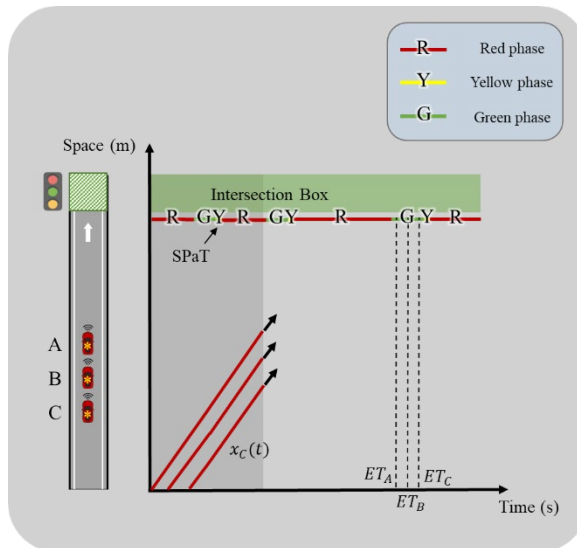 R Red phase
Y Yellow phase
G Green phase
Space (m)
Intersection Box
R GY R GY R G Y R
SPaT
A
B
C
x_C(t)
ET_A ET_C
ET_B
Time (s)